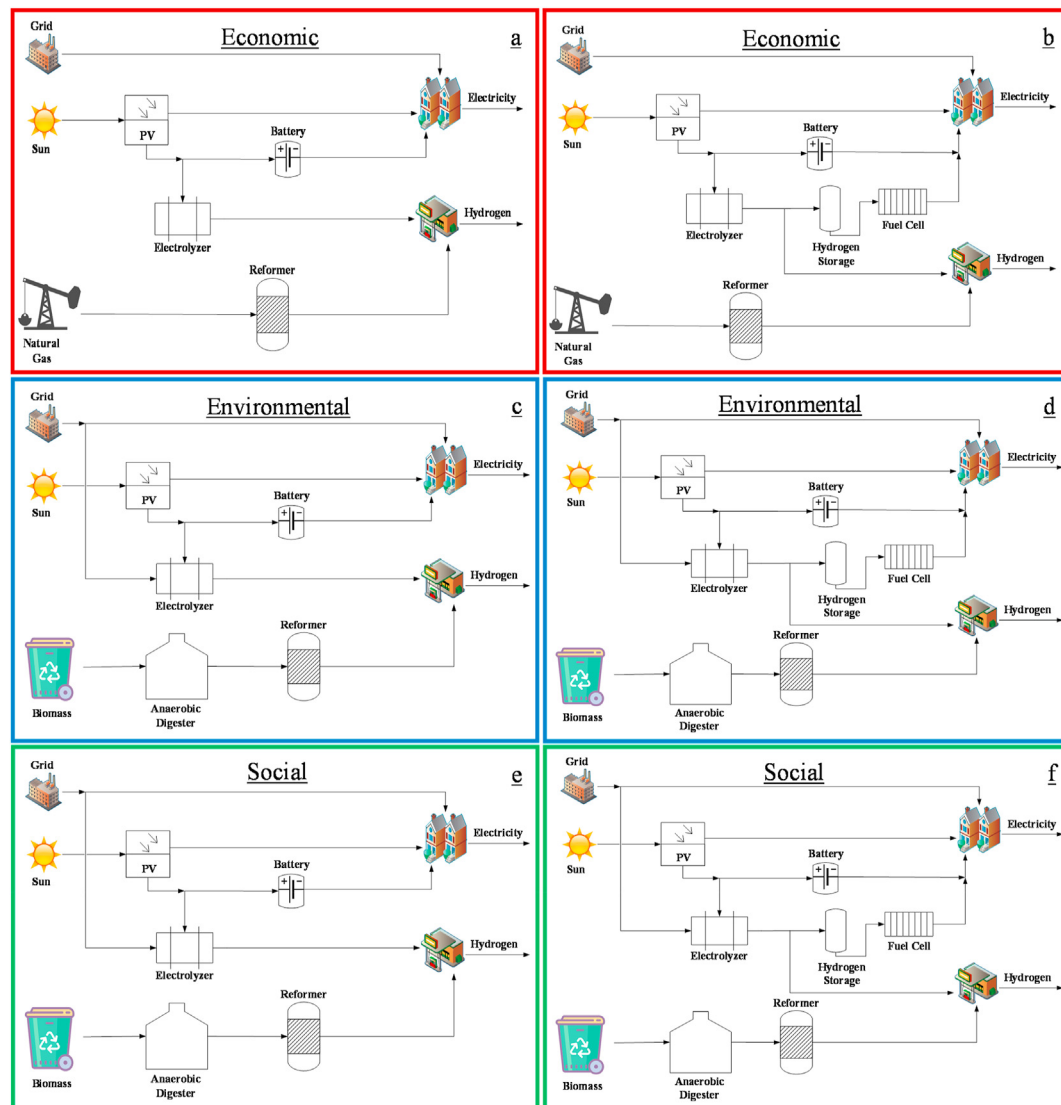 Grid
Economic
a
Electricity
Sun
PV
Battery
Electrolyzer
Hydrogen
Reformer
Natural
Gas
Grid
Economic
b
Electricity
Sun
PV
Battery
Electrolyzer
Hydrogen
Storage
Fuel Cell
Hydrogen
Reformer
Natural
Gas
Grid
Environmental
c
Electricity
Sun
PV
Battery
Electrolyzer
Hydrogen
Reformer
Biomass
Anaerobic
Digester
Grid
Environmental
d
Electricity
Sun
PV
Battery
Electrolyzer
Hydrogen
Storage
Fuel Cell
Hydrogen
Reformer
Biomass
Anaerobic
Digester
Grid
Social
e
Electricity
Sun
PV
Battery
Electrolyzer
Hydrogen
Reformer
Biomass
Anaerobic
Digester
Grid
Social
f
Electricity
Sun
PV
Battery
Electrolyzer
Hydrogen
Storage
Fuel Cell
Hydrogen
Reformer
Biomass
Anaerobic
Digester